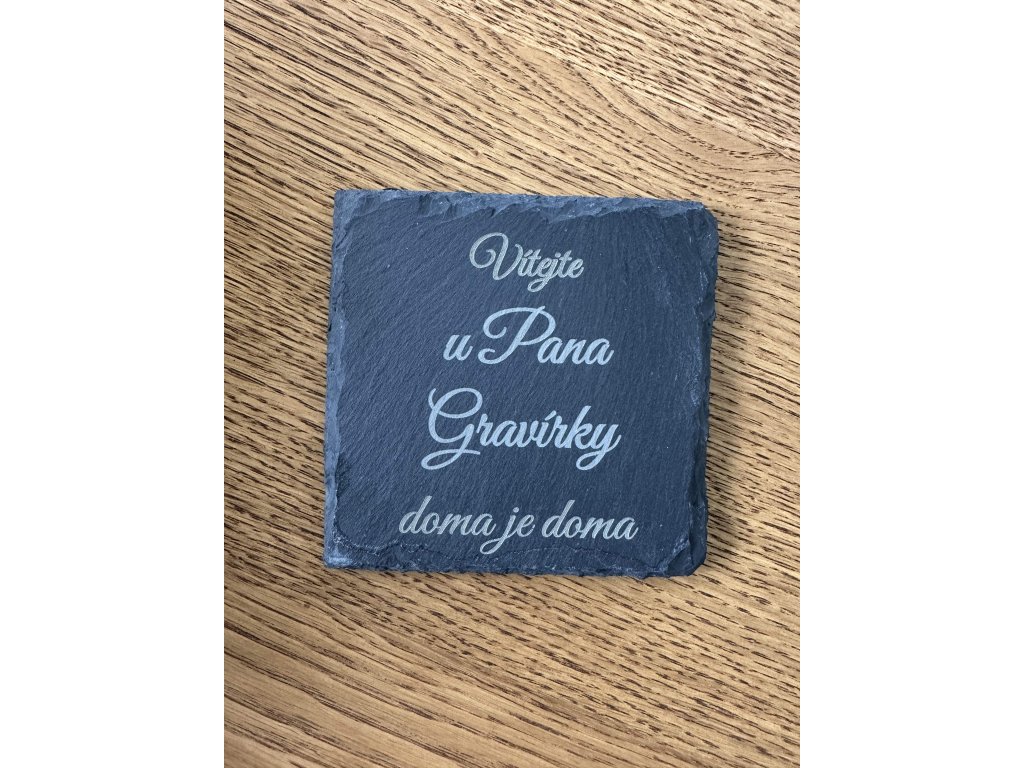 Vítejte
u Pana
Gravírky
doma je doma